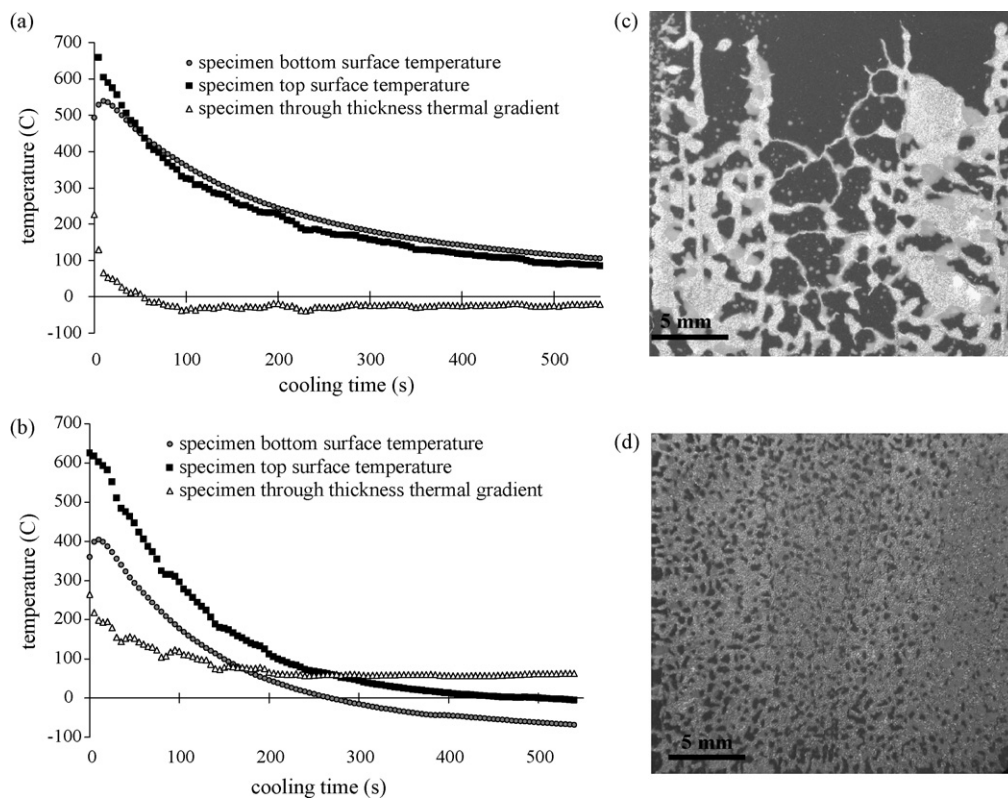 (a)
700
600
500
400
300
200
100
0
-100
temperature (C)
specimen bottom surface temperature
specimen top surface temperature
specimen through thickness thermal gradient
0 100 200 300 400 500
cooling time (s)
(c)
5 mm
(b)
700
600
500
400
300
200
100
0
-100
temperature (C)
specimen bottom surface temperature
specimen top surface temperature
specimen through thickness thermal gradient
0 100 200 300 400 500
cooling time (s)
(d)
5 mm